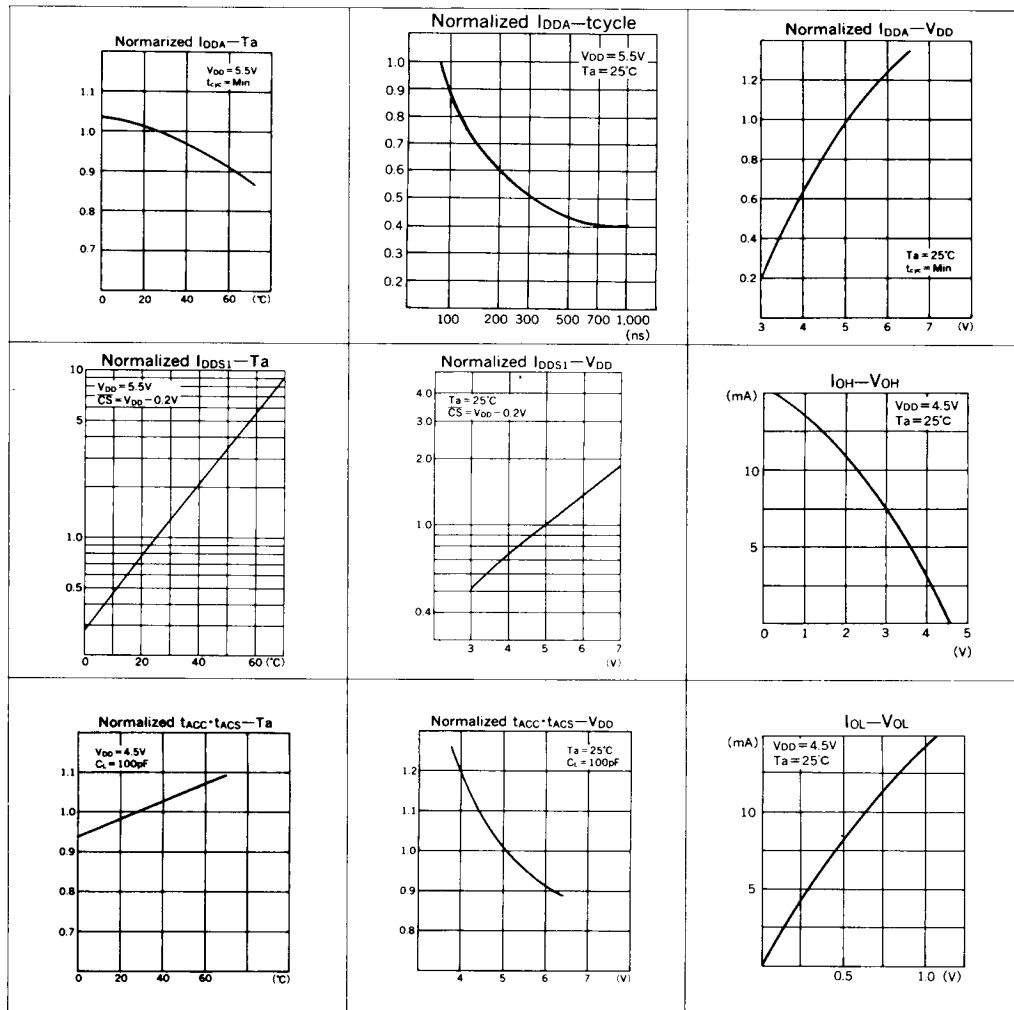 Normarized IDDA—Ta
VDD=5.5V
tcyc=Min
1.1
1.0
0.9
0.8
0.7
0 20 40 60 (℃)
Normalized IDDA—tcycle
VDD=5.5V
Ta=25℃
1.0
0.9
0.8
0.7
0.6
0.5
0.4
0.3
0.2
100 200 300 500 700 1,000
(ns)
Normalized IDDA—VDD
1.2
1.0
0.8
0.6
0.4
0.2
Ta=25℃
tcyc=Min
3 4 5 6 7 (V)
Normalized IDDS1—Ta
VDD=5.5V
C̅S̅=VDD−0.2V
10
5
1.0
0.5
0 20 40 60 (℃)
Normalized IDDS1—VDD
Ta=25℃
C̅S̅=VDD−0.2V
4.0
3.0
2.0
1.0
0.4
3 4 5 6 7
(V)
IOH—VOH
(mA)
VDD=4.5V
Ta=25℃
10
5
0 1 2 3 4 5
(V)
Normalized tACC・tACS—Ta
VDD=4.5V
CL=100pF
1.1
1.0
0.9
0.8
0.7
0 20 40 60 (℃)
Normalized tACC・tACS—VDD
Ta=25℃
CL=100pF
1.2
1.1
1.0
0.9
0.8
4 5 6 7 (V)
IOL—VOL
(mA)
VDD=4.5V
Ta=25℃
10
5
0.5 1.0 (V)